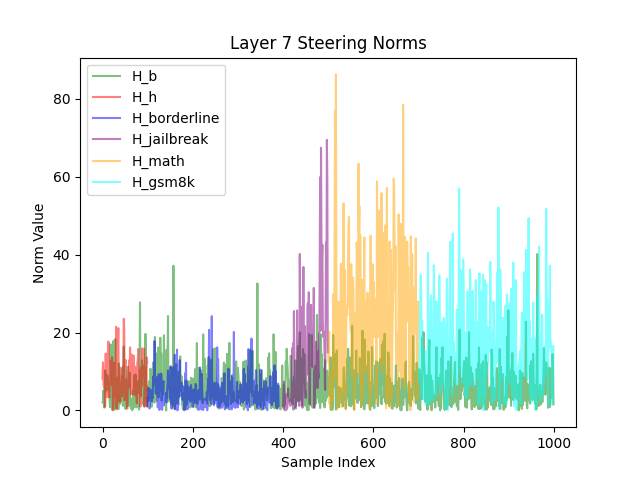 Layer 7 Steering Norms
H_b
H_h
H_borderline
H_jailbreak
H_math
H_gsm8k
Norm Value
80
60
40
20
0
0 200 400 600 800 1000
Sample Index